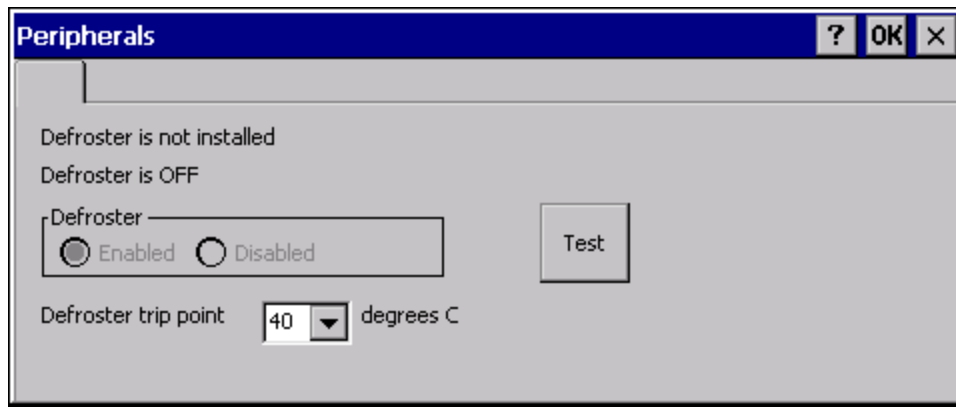 Peripherals ? OK ×
Defroster is not installed
Defroster is OFF
Defroster
Enabled Disabled
Test
Defroster trip point 40 degrees C